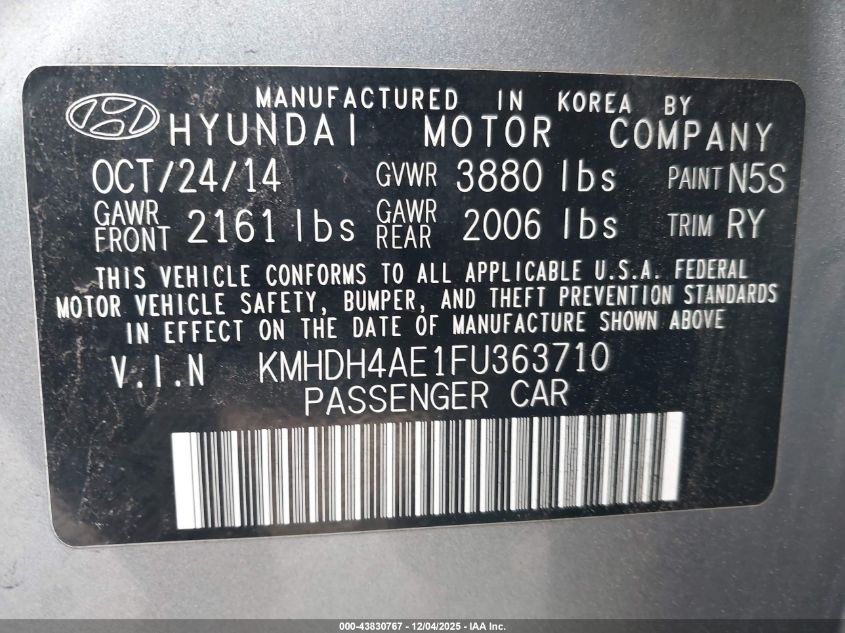 MANUFACTURED IN KOREA BY
HYUNDAI MOTOR COMPANY
OCT/24/14 GVWR 3880 lbs PAINT N5S
GAWR FRONT 2161 lbs GAWR REAR 2006 lbs TRIM RY
THIS VEHICLE CONFORMS TO ALL APPLICABLE U.S.A. FEDERAL
MOTOR VEHICLE SAFETY, BUMPER, AND THEFT PREVENTION STANDARDS
IN EFFECT ON THE DATE OF MANUFACTURE SHOWN ABOVE
V.I.N KMHDH4AE1FU363710
PASSENGER CAR
000-43830767 - 12/04/2025 - IAA Inc.